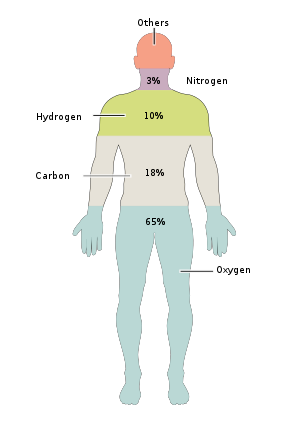 Others
3%
Nitrogen
Hydrogen
10%
Carbon
18%
65%
Oxygen